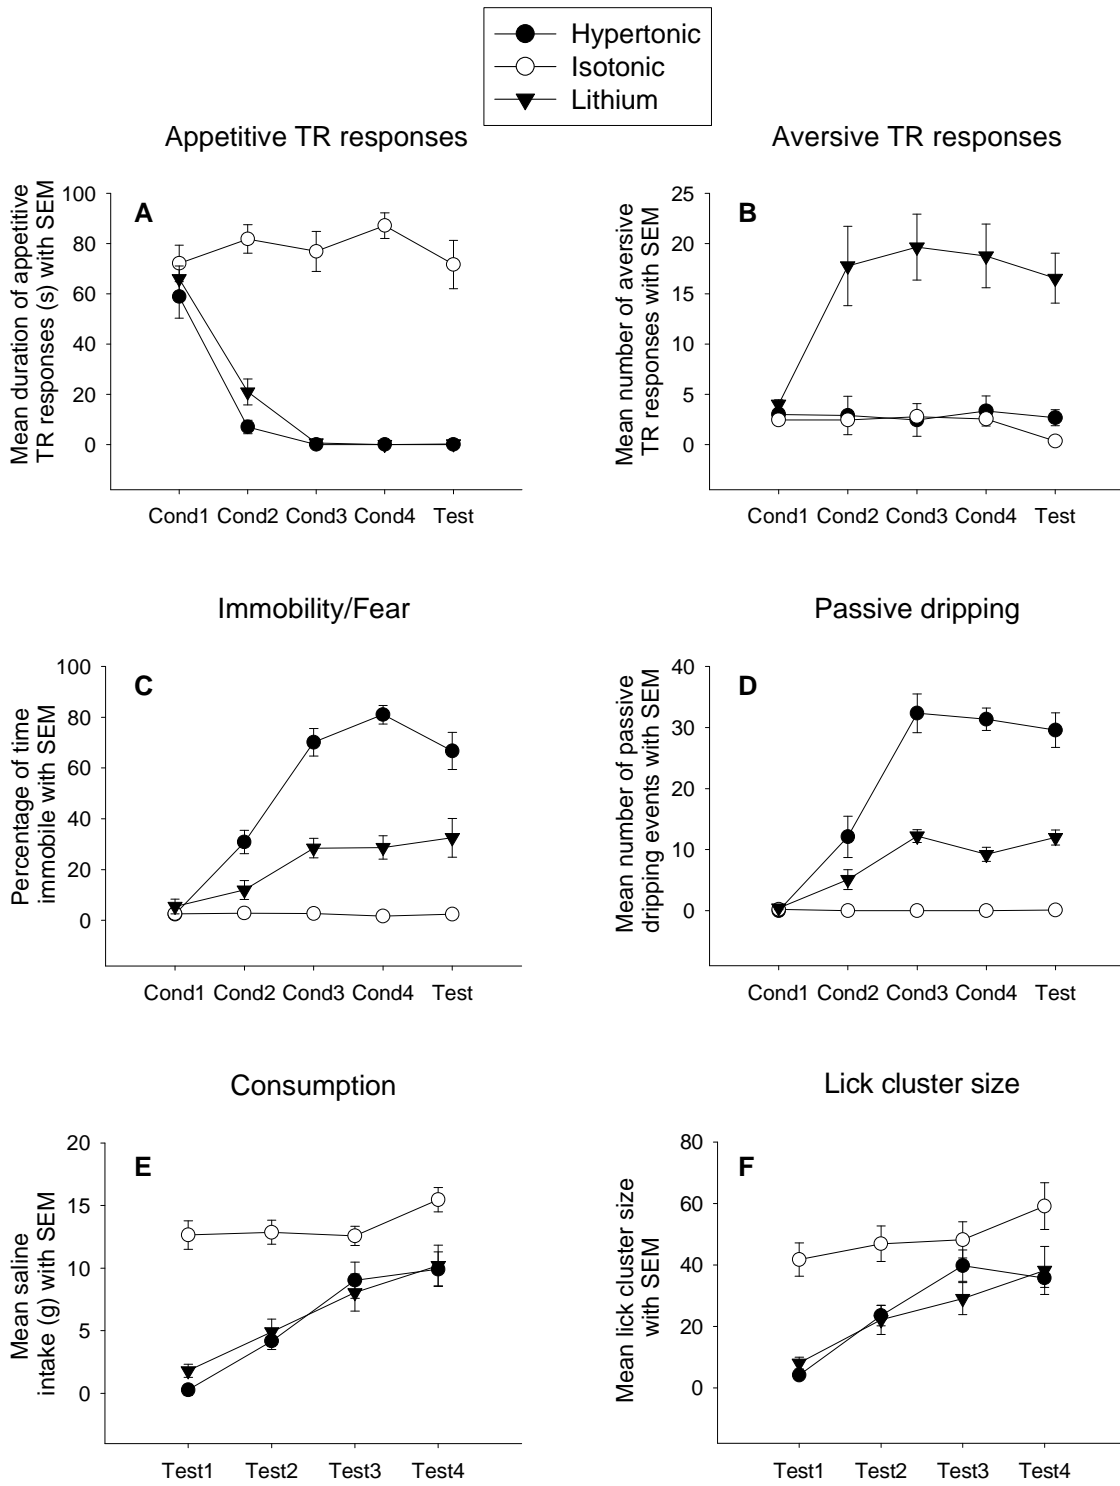 Hypertonic
Isotonic
Lithium
Appetitive TR responses
A
Mean duration of appetitive
TR responses (s) with SEM
100
80
60
40
20
0
Cond1 Cond2 Cond3 Cond4 Test
Aversive TR responses
B
Mean number of aversive
TR responses with SEM
25
20
15
10
5
0
Cond1 Cond2 Cond3 Cond4 Test
Immobility/Fear
C
Percentage of time
immobile with SEM
100
80
60
40
20
0
Cond1 Cond2 Cond3 Cond4 Test
Passive dripping
D
Mean number of passive
dripping events with SEM
40
30
20
10
0
Cond1 Cond2 Cond3 Cond4 Test
Consumption
E
Mean saline
intake (g) with SEM
20
15
10
5
0
Test1 Test2 Test3 Test4
Lick cluster size
F
Mean lick cluster size
with SEM
80
60
40
20
0
Test1 Test2 Test3 Test4